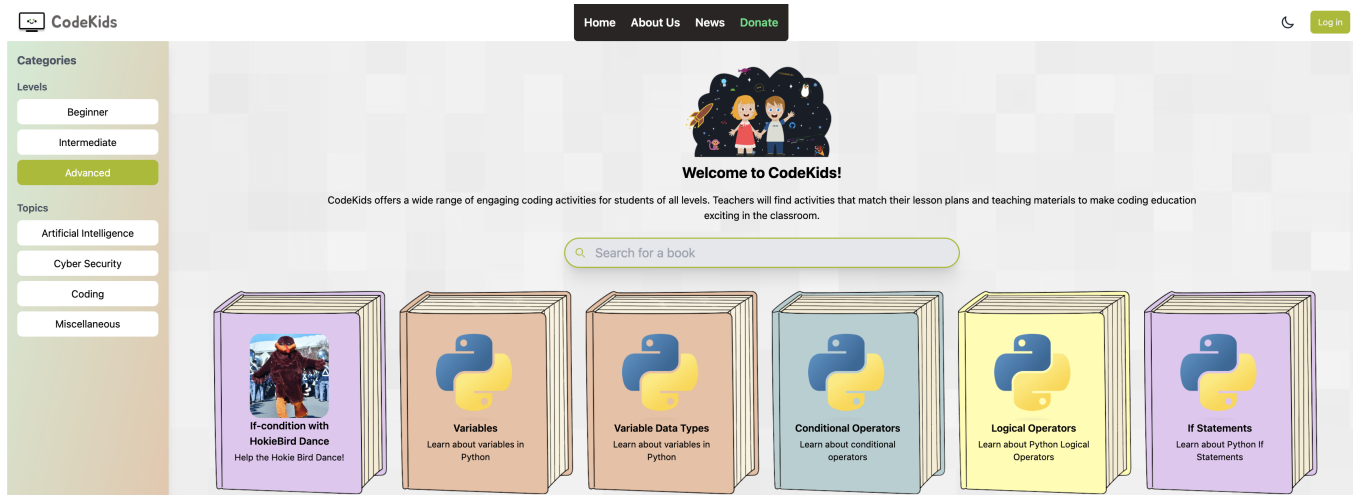 CodeKids
Home About Us News Donate
Log in
Categories
Levels
Beginner
Intermediate
Advanced
Topics
Artificial Intelligence
Cyber Security
Coding
Miscellaneous
Welcome to CodeKids!
CodeKids offers a wide range of engaging coding activities for students of all levels. Teachers will find activities that match their lesson plans and teaching materials to make coding education
exciting in the classroom.
Search for a book
If-condition with
HokieBird Dance
Help the Hokie Bird Dance!
Variables
Learn about variables in
Python
Variable Data Types
Learn about variables in
Python
Conditional Operators
Learn about conditional
operators
Logical Operators
Learn about Python Logical
Operators
If Statements
Learn about Python If
Statements